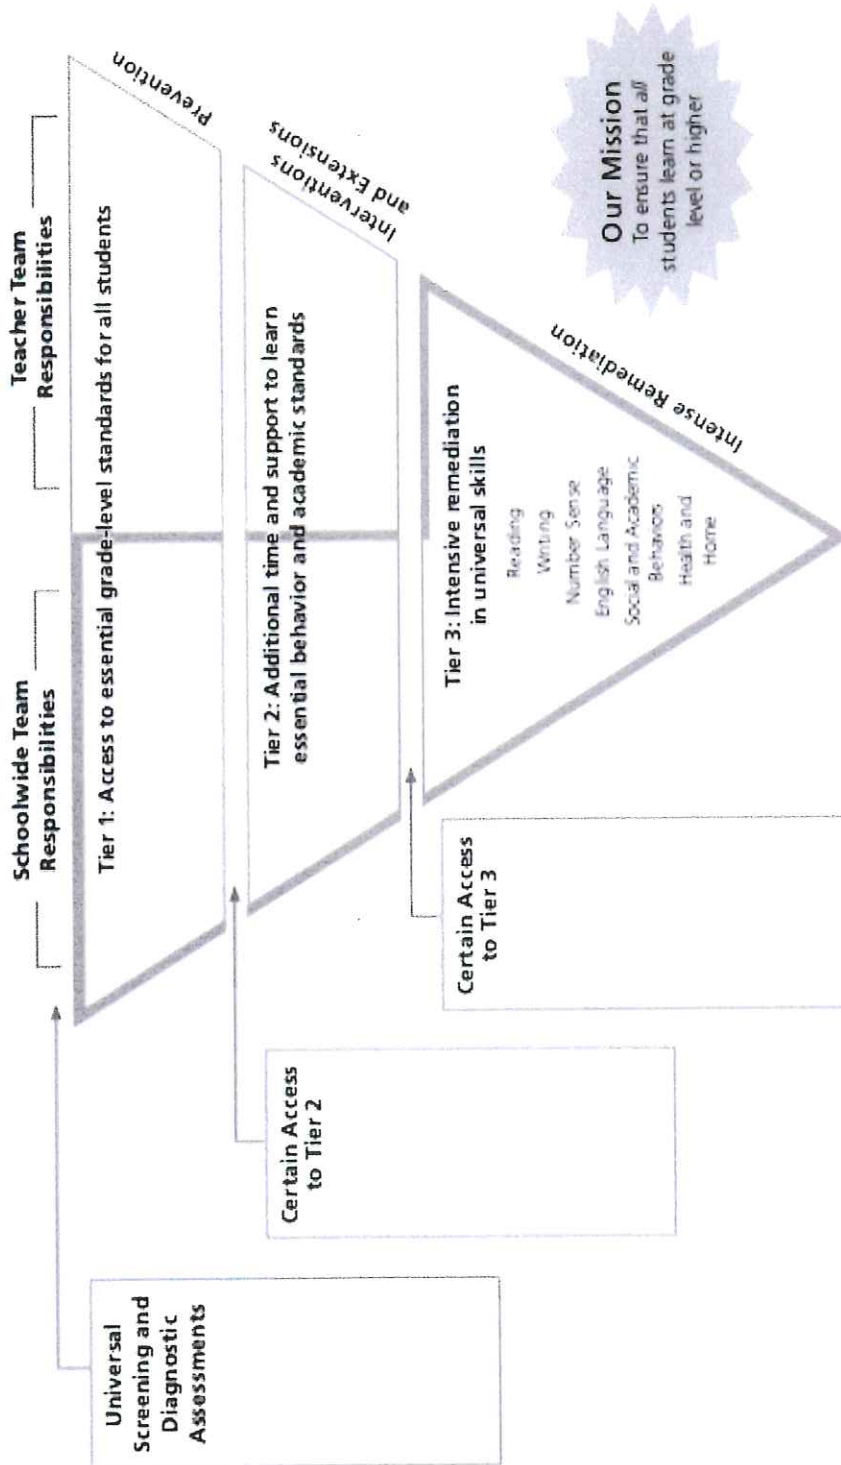 Schoolwide Team
Responsibilities
Teacher Team
Responsibilities
Universal
Screening and
Diagnostic
Assessments
Tier 1: Access to essential grade-level standards for all students
Prevention
Certain Access
to Tier 2
Tier 2: Additional time and support to learn
essential behavior and academic standards
Interventions
and Extensions
Certain Access
to Tier 3
Tier 3: Intensive remediation
in universal skills
Reading
Writing
Number Sense
English Language
Social and Academic
Behaviors
Health and
Home
Intense Remediation
Our Mission
To ensure that all
students learn at grade
level or higher